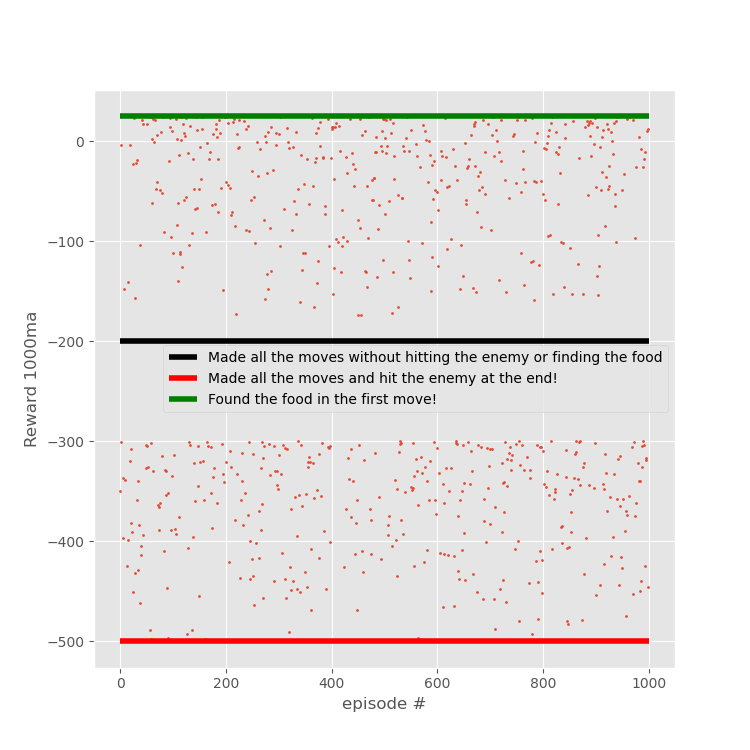 0
−100
−200
−300
−400
−500
Reward 1000ma
Made all the moves without hitting the enemy or finding the food
Made all the moves and hit the enemy at the end!
Found the food in the first move!
0 200 400 600 800 1000
episode #